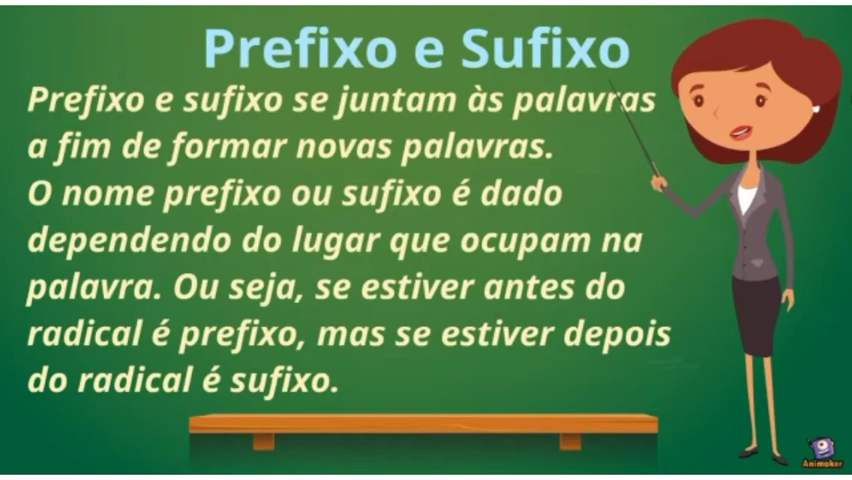 Prefixo e Sufixo
Prefixo e sufixo se juntam às palavras
a fim de formar novas palavras.
O nome prefixo ou sufixo é dado
dependendo do lugar que ocupam na
palavra. Ou seja, se estiver antes do
radical é prefixo, mas se estiver depois
do radical é sufixo.
Animaker